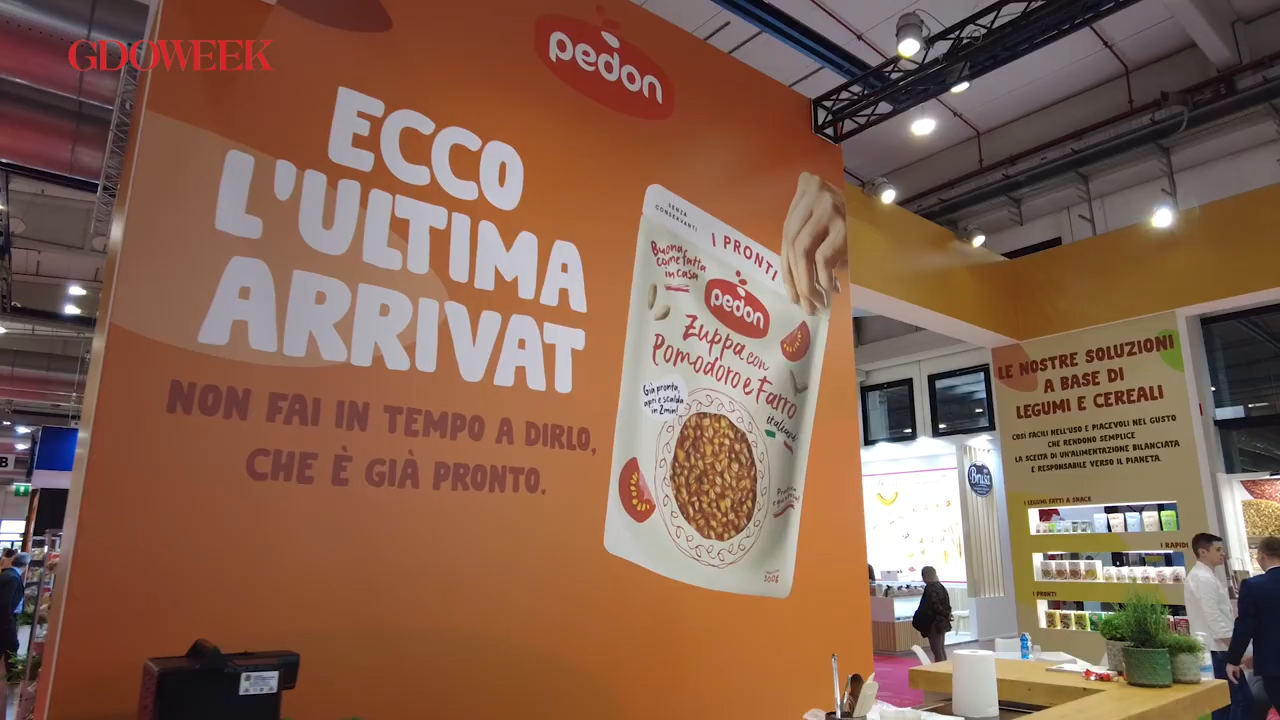 GDOWEEK
pedon
ECCO
L'ULTIMA
ARRIVAT
NON FAI IN TEMPO A DIRLO,
CHE È GIÀ PRONTO.
SENZA
CONSERVANTI
I PRONTI
Buona
come fatta
in casa
pedon
Zuppa con
Pomodoro e Farro
italiani
Già pronta,
apri e scalda
in 2 min!
300g
LE NOSTRE SOLUZIONI
A BASE DI
LEGUMI E CEREALI
COSÌ FACILI NELL'USO E PIACEVOLI NEL GUSTO
CHE RENDONO SEMPLICE
LA SCELTA DI UN'ALIMENTAZIONE BILANCIATA
E RESPONSABILE VERSO IL PIANETA
I LEGUMI FATTI A SNACK
I RAPIDI
I PRONTI
Brusa
B